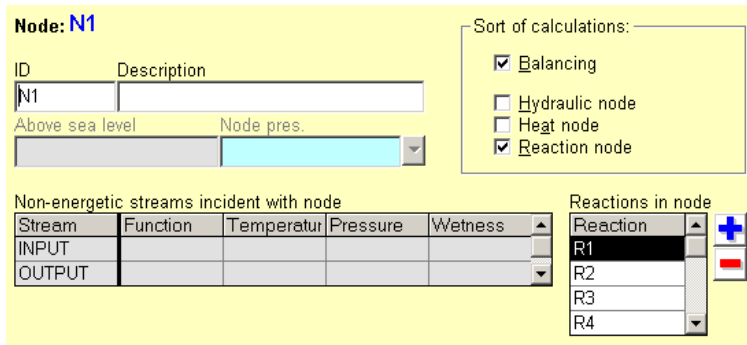 Node: N1
Sort of calculations:
Balancing
ID Description
N1
Hydraulic node
Above sea level Node pres.
Heat node
Reaction node
Non-energetic streams incident with node
Reactions in node
Stream Function Temperatur Pressure Wetness
Reaction
INPUT
R1
OUTPUT
R2
R3
R4